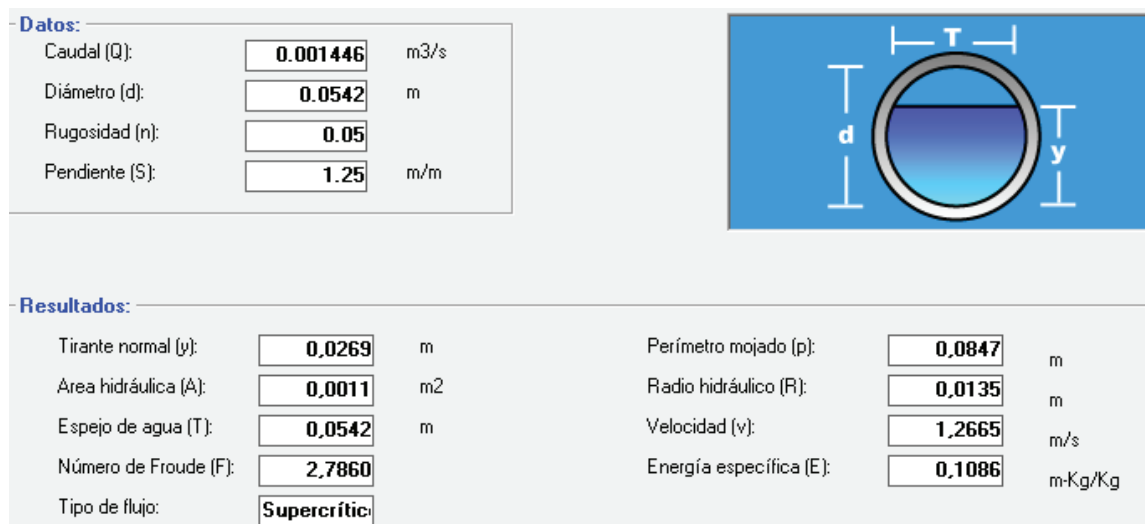 Datos:
Caudal (Q): 0.001446 m3/s
Diámetro (d): 0.0542 m
Rugosidad (n): 0.05
Pendiente (S): 1.25 m/m
T
d
y
Resultados:
Tirante normal (y): 0,0269 m
Perímetro mojado (p): 0,0847 m
Area hidráulica (A): 0,0011 m2
Radio hidráulico (R): 0,0135 m
Espejo de agua (T): 0,0542 m
Velocidad (v): 1,2665 m/s
Número de Froude (F): 2,7860
Energía específica (E): 0,1086 m-Kg/Kg
Tipo de flujo: Supercrític